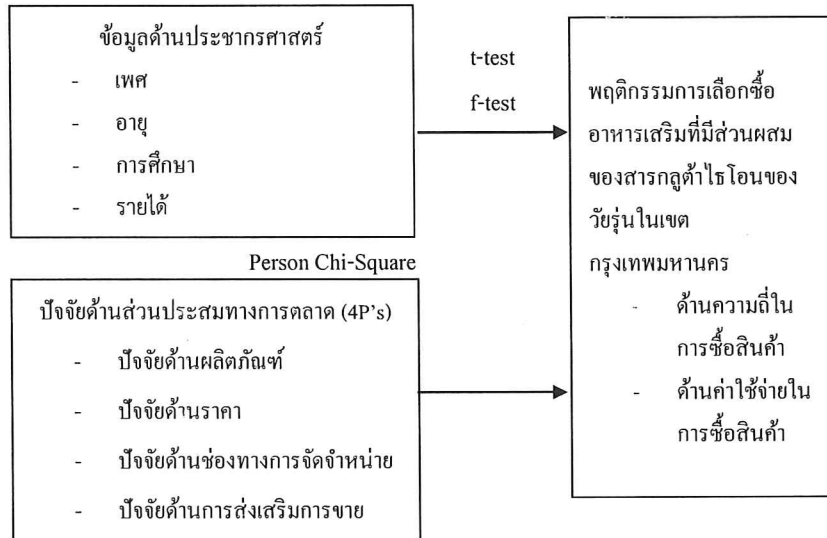 ข้อมูลด้านประชากรศาสตร์
- เพศ
- อายุ
- การศึกษา
- รายได้
t-test
f-test
Person Chi-Square
ปัจจัยด้านส่วนประสมทางการตลาด (4P's)
- ปัจจัยด้านผลิตภัณฑ์
- ปัจจัยด้านราคา
- ปัจจัยด้านช่องทางการจัดจำหน่าย
- ปัจจัยด้านการส่งเสริมการขาย
พฤติกรรมการเลือกซื้อ
อาหารเสริมที่มีส่วนผสม
ของสารกลูต้าไธโอนของ
วัยรุ่นในเขต
กรุงเทพมหานคร
- ด้านความถี่ใน
การซื้อสินค้า
- ด้านค่าใช้จ่ายใน
การซื้อสินค้า